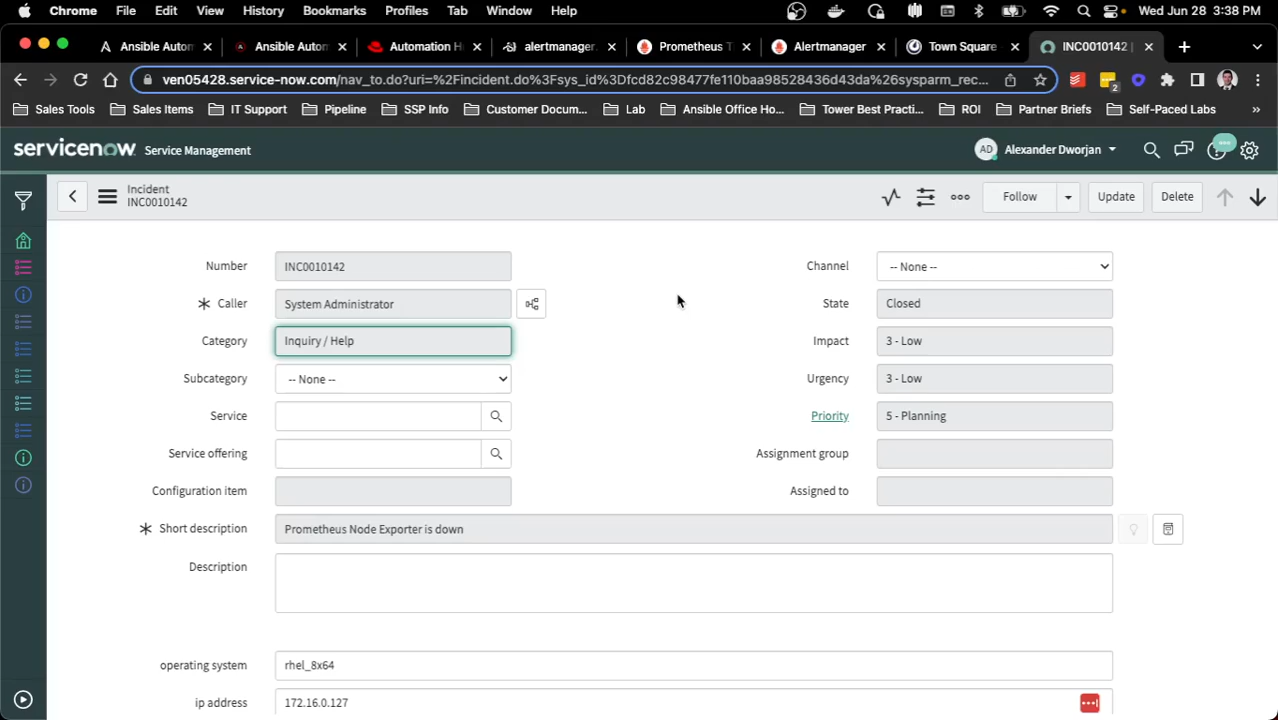 Chrome File Edit View History Bookmarks Profiles Tab Window Help Wed Jun 28 3:38 PM
Ansible Auton Ansible Auton Automation H alertmanager. Prometheus T Alertmanager Town Square INC0010142 |
ven05428.service-now.com/nav_to.do?uri=%2Fincident.do%3Fsys_id%3Dfcd82c98477fe110baa98528436d43da%26sysparm_rec... 2
Sales Tools Sales Items IT Support Pipeline SSP Info Customer Docum... Lab Ansible Office Ho... Tower Best Practi... ROI Partner Briefs Self-Paced Labs »
servicenow Service Management AD Alexander Dworjan
Incident
INC0010142
Follow Update Delete
Number INC0010142 Channel -- None --
Caller System Administrator State Closed
Category Inquiry / Help Impact 3 - Low
Subcategory -- None -- Urgency 3 - Low
Service Priority 5 - Planning
Service offering Assignment group
Configuration item Assigned to
Short description Prometheus Node Exporter is down
Description
operating system rhel_8x64
ip address 172.16.0.127